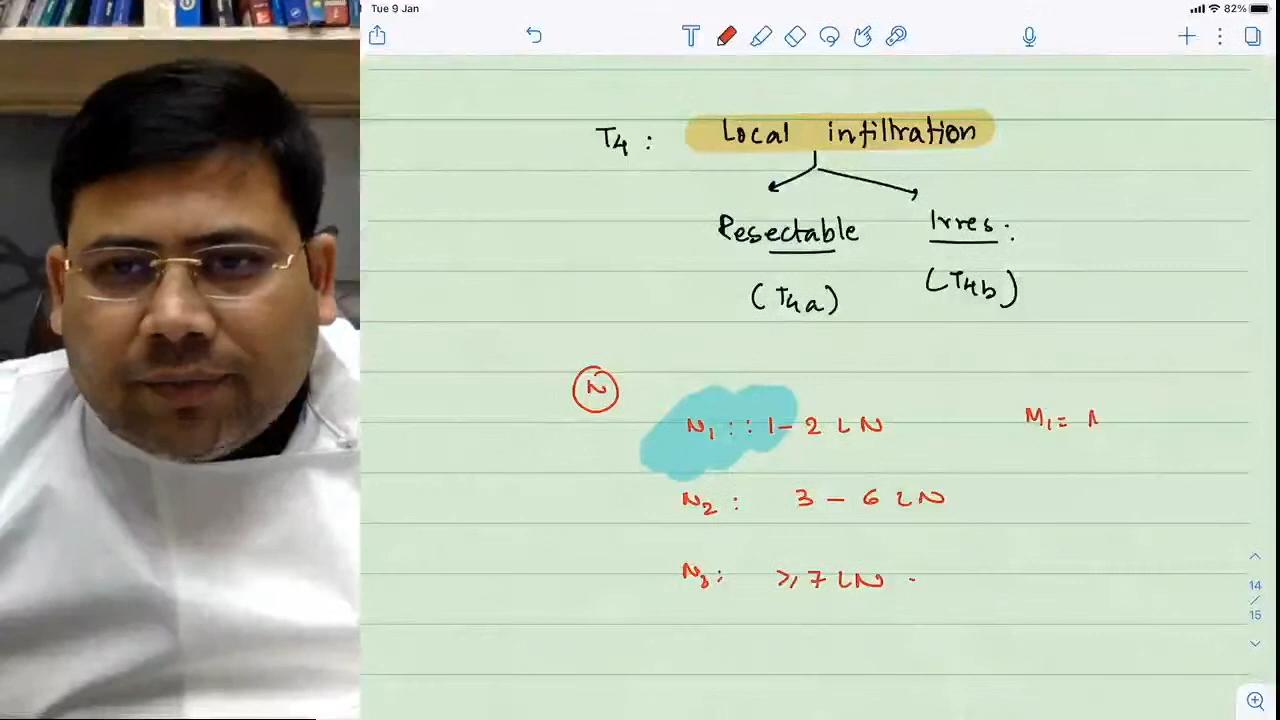 Tue 9 Jan
82%
T
T4 : Local infiltration
Resectable Irres :
(T4a) (T4b)
N
N1 : : 1 - 2 LN M1 =
N2 : 3 - 6 LN
N3 : ≥ 7 LN
14
15